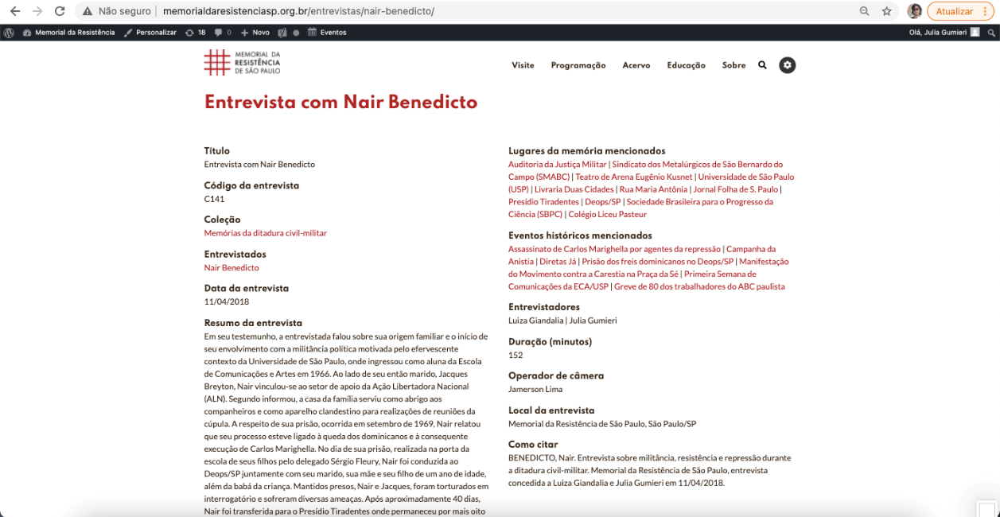 Não seguro | memorialdaresistenciasp.org.br/entrevistas/nair-benedicto/
Atualizar
Memorial da Resistência Personalizar 18 0 + Novo Eventos
Olá, Julia Gumieri
MEMORIAL DA
RESISTÊNCIA
DE SÃO PAULO
Visite Programação Acervo Educação Sobre
Entrevista com Nair Benedicto
Título
Entrevista com Nair Benedicto
Código da entrevista
C141
Coleção
Memórias da ditadura civil-militar
Entrevistados
Nair Benedicto
Data da entrevista
11/04/2018
Resumo da entrevista
Em seu testemunho, a entrevistada falou sobre sua origem familiar e o início de
seu envolvimento com a militância política motivada pelo efervescente
contexto da Universidade de São Paulo, onde ingressou como aluna da Escola
de Comunicações e Artes em 1966. Ao lado de seu então marido, Jacques
Breyton, Nair vinculou-se ao setor de apoio da Ação Libertadora Nacional
(ALN). Segundo informou, a casa da família serviu como abrigo aos
companheiros e como aparelho clandestino para realizações de reuniões da
cúpula. A respeito de sua prisão, ocorrida em setembro de 1969, Nair relatou
que seu processo esteve ligado à queda dos dominicanos e à consequente
execução de Carlos Marighella. No dia de sua prisão, realizada na porta da
escola de seus filhos pelo delegado Sérgio Fleury, Nair foi conduzida ao
Deops/SP juntamente com seu marido, sua mãe e seu filho de um ano de idade,
além da babá da criança. Mantidos presos, Nair e Jacques, foram torturados em
interrogatório e sofreram diversas ameaças. Após aproximadamente 40 dias,
Nair foi transferida para o Presídio Tiradentes onde permaneceu por mais oito
Lugares da memória mencionados
Auditoria da Justiça Militar | Sindicato dos Metalúrgicos de São Bernardo do
Campo (SMABC) | Teatro de Arena Eugênio Kusnet | Universidade de São Paulo
(USP) | Livraria Duas Cidades | Rua Maria Antônia | Jornal Folha de S. Paulo |
Presídio Tiradentes | Deops/SP | Sociedade Brasileira para o Progresso da
Ciência (SBPC) | Colégio Liceu Pasteur
Eventos históricos mencionados
Assassinato de Carlos Marighella por agentes da repressão | Campanha da
Anistia | Diretas Já | Prisão dos freis dominicanos no Deops/SP | Manifestação
do Movimento contra a Carestia na Praça da Sé | Primeira Semana de
Comunicações da ECA/USP | Greve de 80 dos trabalhadores do ABC paulista
Entrevistadores
Luiza Giandalia | Julia Gumieri
Duração (minutos)
152
Operador de câmera
Jamerson Lima
Local da entrevista
Memorial da Resistência de São Paulo, São Paulo/SP
Como citar
BENEDICTO, Nair. Entrevista sobre militância, resistência e repressão durante
a ditadura civil-militar. Memorial da Resistência de São Paulo, entrevista
concedida a Luiza Giandalia e Julia Gumieri em 11/04/2018.